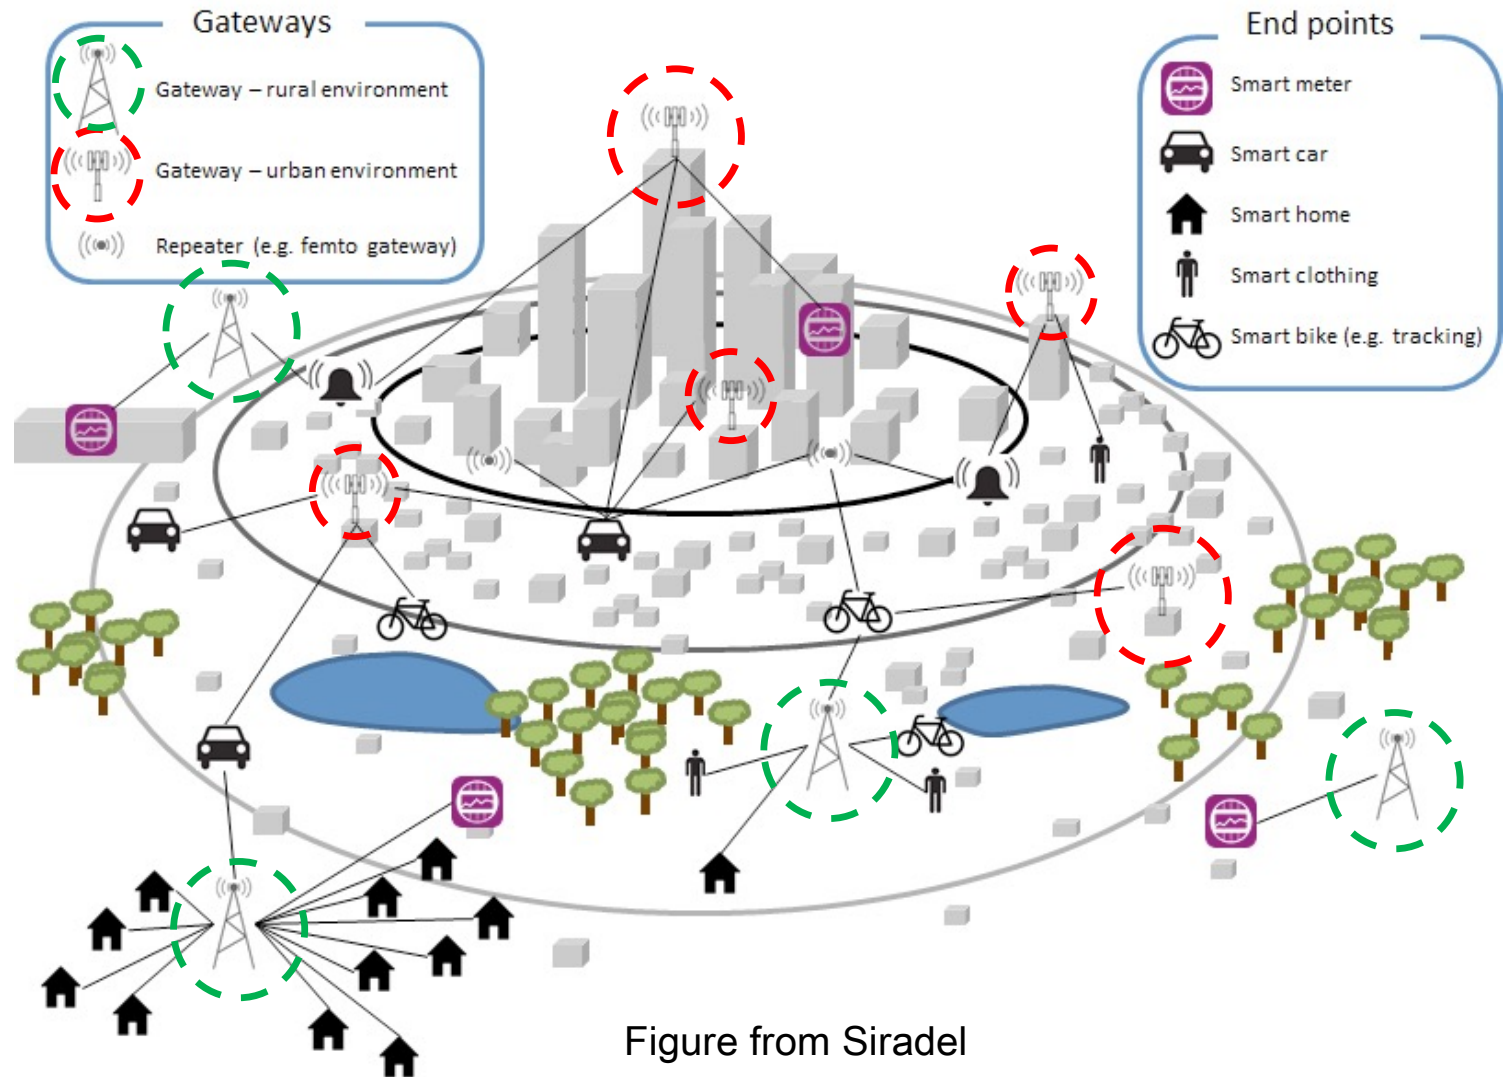 Gateways
Gateway – rural environment
Gateway – urban environment
Repeater (e.g. femto gateway)
End points
Smart meter
Smart car
Smart home
Smart clothing
Smart bike (e.g. tracking)
Figure from Siradel